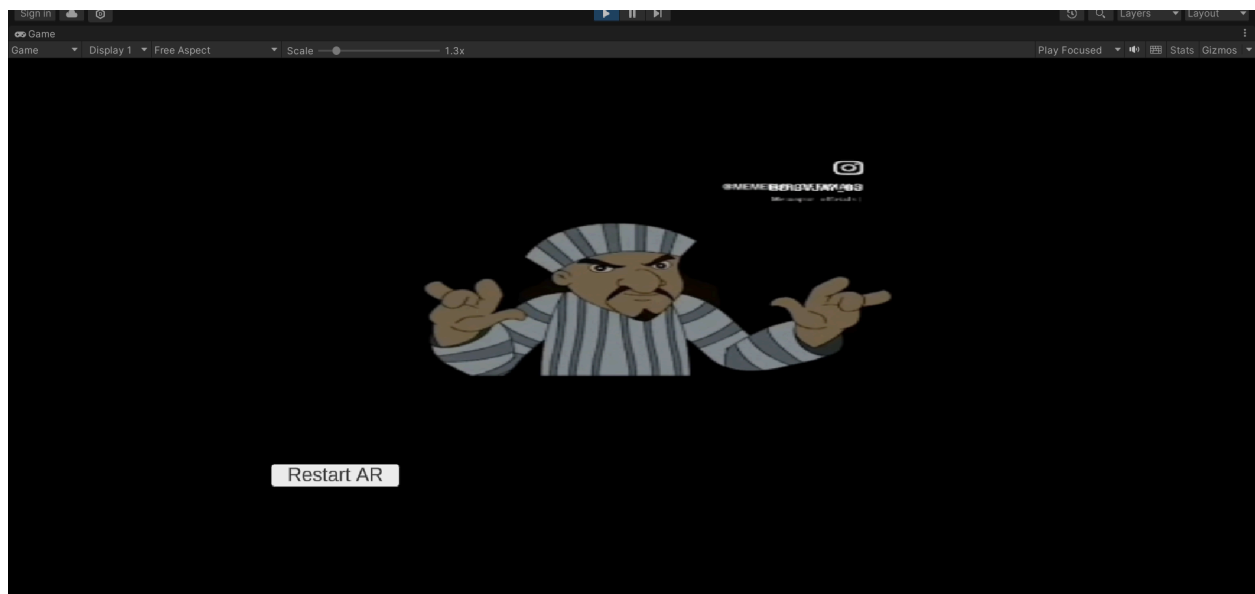 Sign in
Layers Layout
Game
Game Display 1 Free Aspect Scale 1.3x Play Focused Stats Gizmos
Restart AR